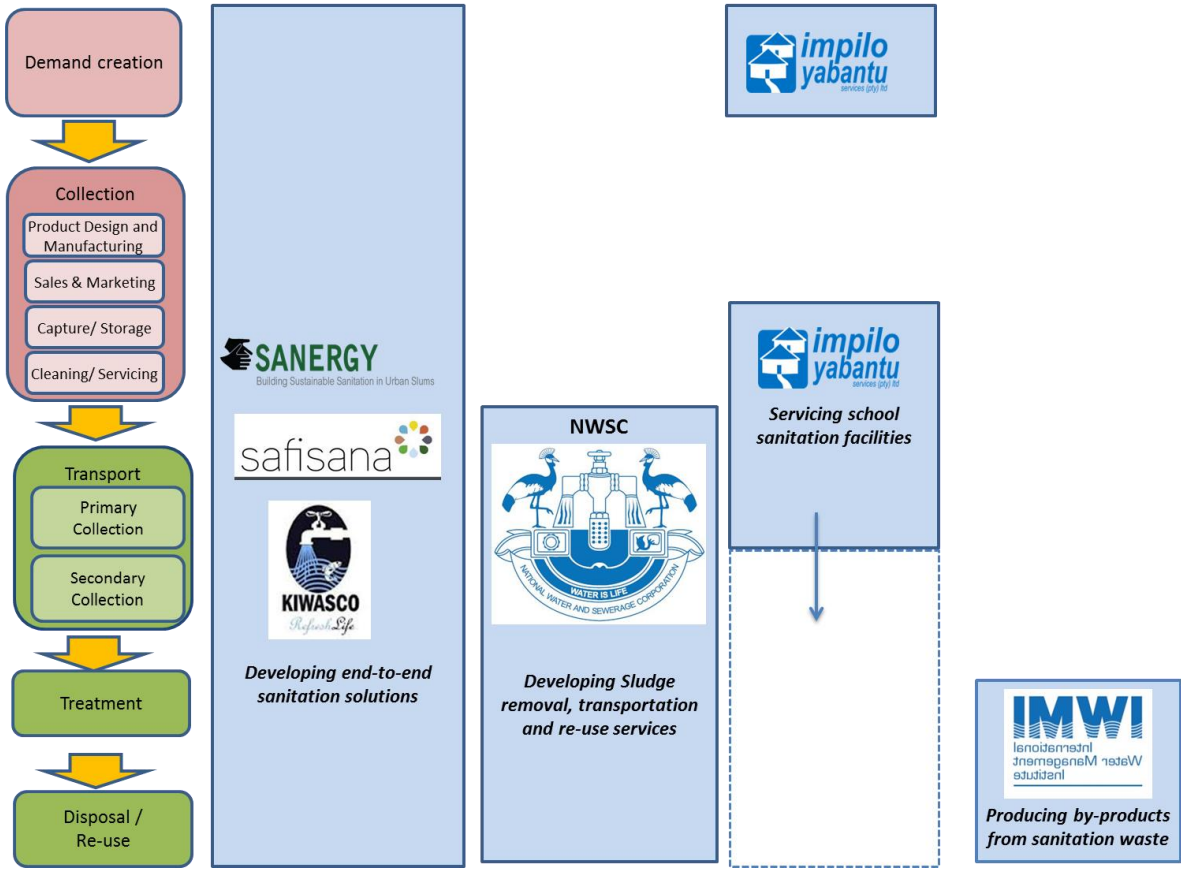 Demand creation
Collection
Product Design and
Manufacturing
Sales & Marketing
Capture/ Storage
Cleaning/ Servicing
Transport
Primary
Collection
Secondary
Collection
Treatment
Disposal /
Re-use
SANERGY
Building Sustainable Sanitation in Urban Slums
safisana
KIWASCO
RefreshLife
Developing end-to-end
sanitation solutions
NWSC
WATER IS LIFE
NATIONAL WATER AND SEWERAGE CORPORATION
Developing Sludge
removal, transportation
and re-use services
impilo
yabantu
services (pty) ltd
impilo
yabantu
services (pty) ltd
Servicing school
sanitation facilities
IWMI
International
Water Management
Institute
Producing by-products
from sanitation waste